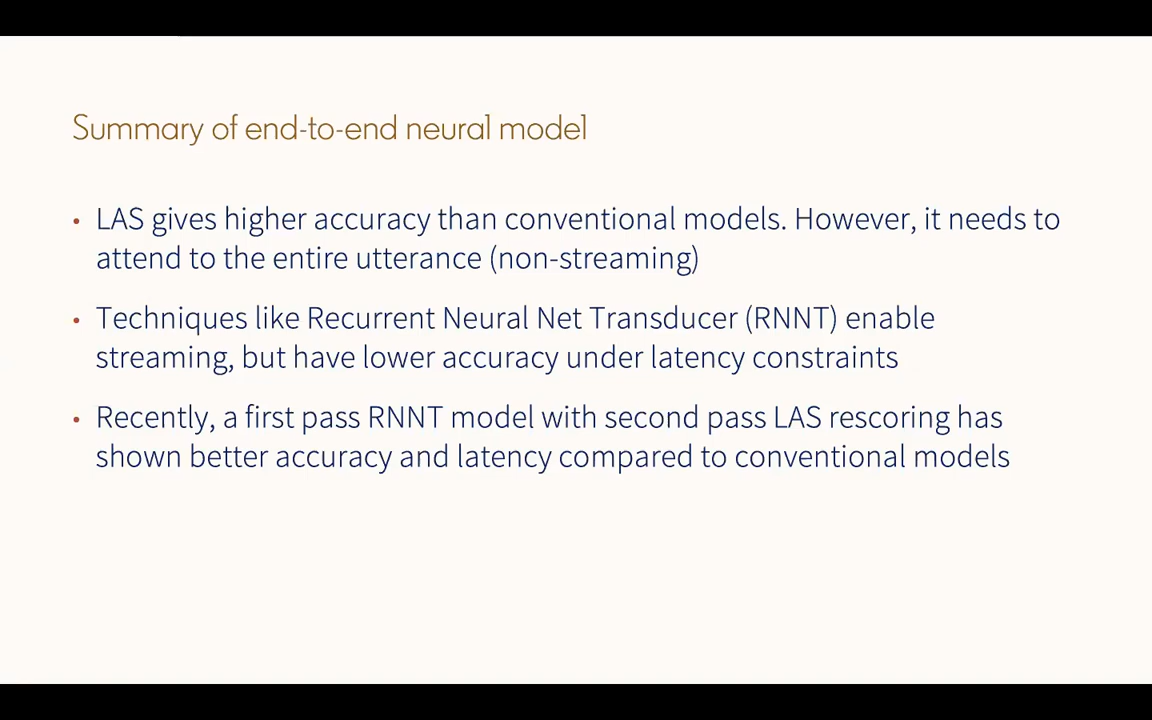 Summary of end-to-end neural model
• LAS gives higher accuracy than conventional models. However, it needs to
attend to the entire utterance (non-streaming)
• Techniques like Recurrent Neural Net Transducer (RNNT) enable
streaming, but have lower accuracy under latency constraints
• Recently, a first pass RNNT model with second pass LAS rescoring has
shown better accuracy and latency compared to conventional models